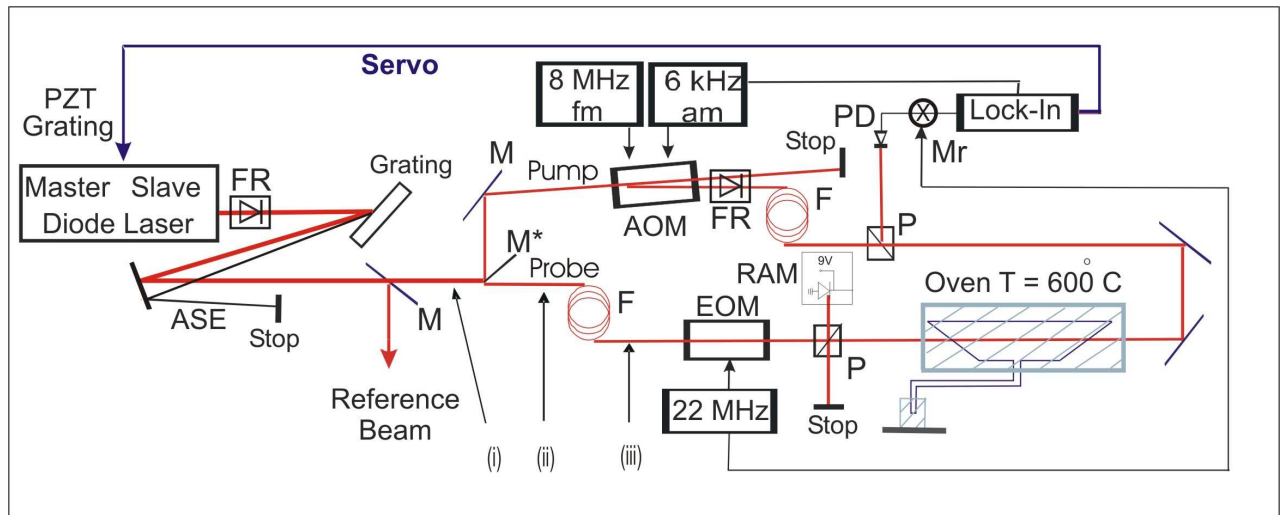 Servo
PZT
Grating
Master Slave
Diode Laser
FR
Grating
ASE
Stop
M
Reference
Beam
M
Pump
M*
Probe
8 MHz
fm
6 kHz
am
AOM
FR
Stop
F
PD
Mr
Lock-In
P
RAM
9V
F
EOM
22 MHz
P
Stop
Oven T = 600 C
o
(i)
(ii)
(iii)
X